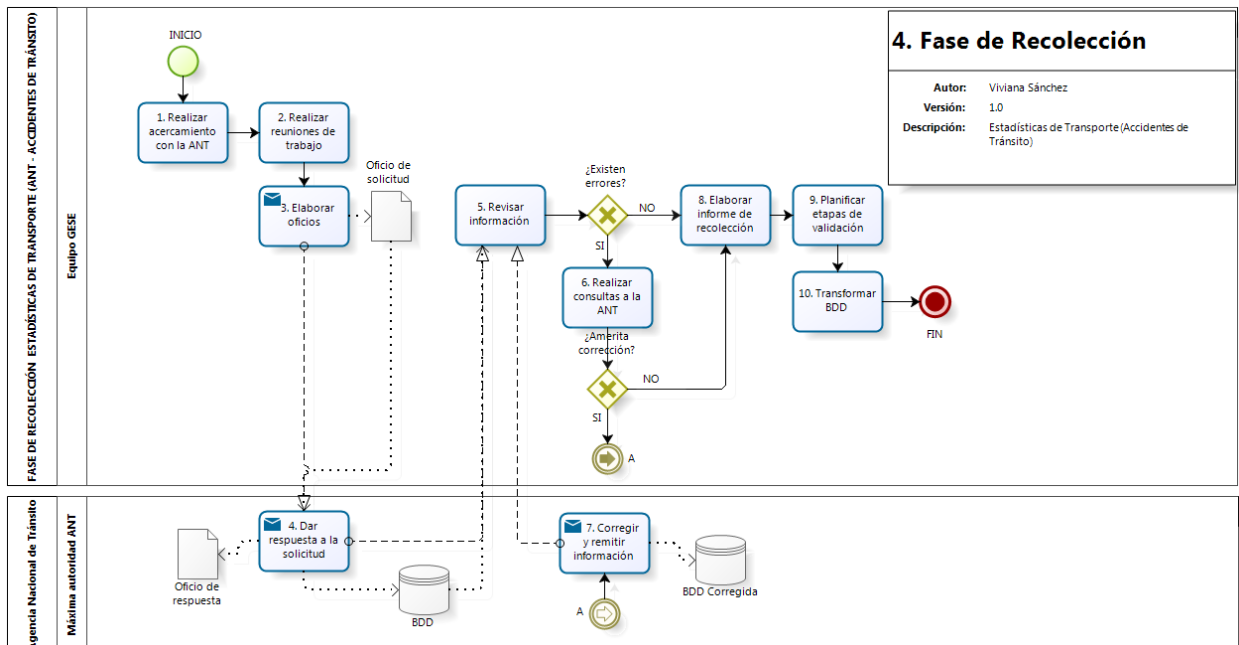 4. Fase de Recolección
Autor: Viviana Sánchez
Versión: 1.0
Descripción: Estadísticas de Transporte (Accidentes de
Tránsito)
FASE DE RECOLECCIÓN ESTADÍSTICAS DE TRANSPORTE (ANT - ACCIDENTES DE TRÁNSITO)
Equipo GESE
INICIO
1. Realizar
acercamiento
con la ANT
2. Realizar
reuniones de
trabajo
3. Elaborar
oficios
Oficio de
solicitud
5. Revisar
información
¿Existen
errores?
NO
SI
6. Realizar
consultas a la
ANT
¿Amerita
corrección?
NO
SI
A
8. Elaborar
informe de
recolección
9. Planificar
etapas de
validación
10. Transformar
BDD
FIN
Agencia Nacional de Tránsito
Máxima autoridad ANT
4. Dar
respuesta a la
solicitud
Oficio de
respuesta
BDD
7. Corregir
y remitir
información
BDD Corregida
A